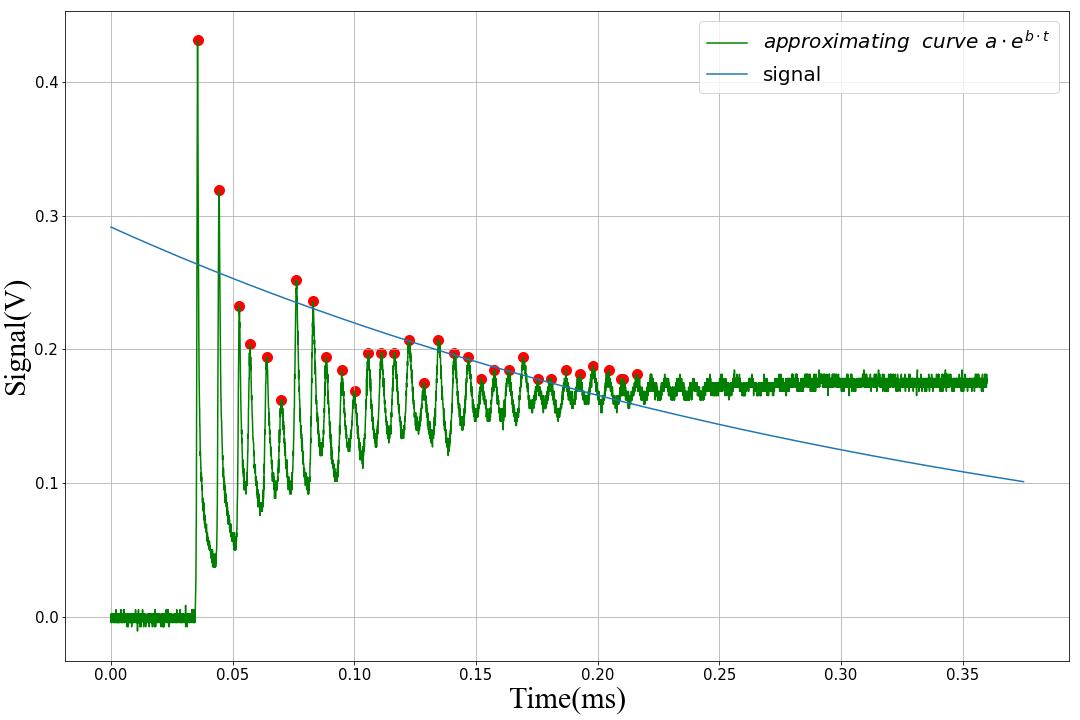 approximating curve a · e^{b·t}
signal
Signal(V)
0.4
0.3
0.2
0.1
0.0
0.00 0.05 0.10 0.15 0.20 0.25 0.30 0.35
Time(ms)